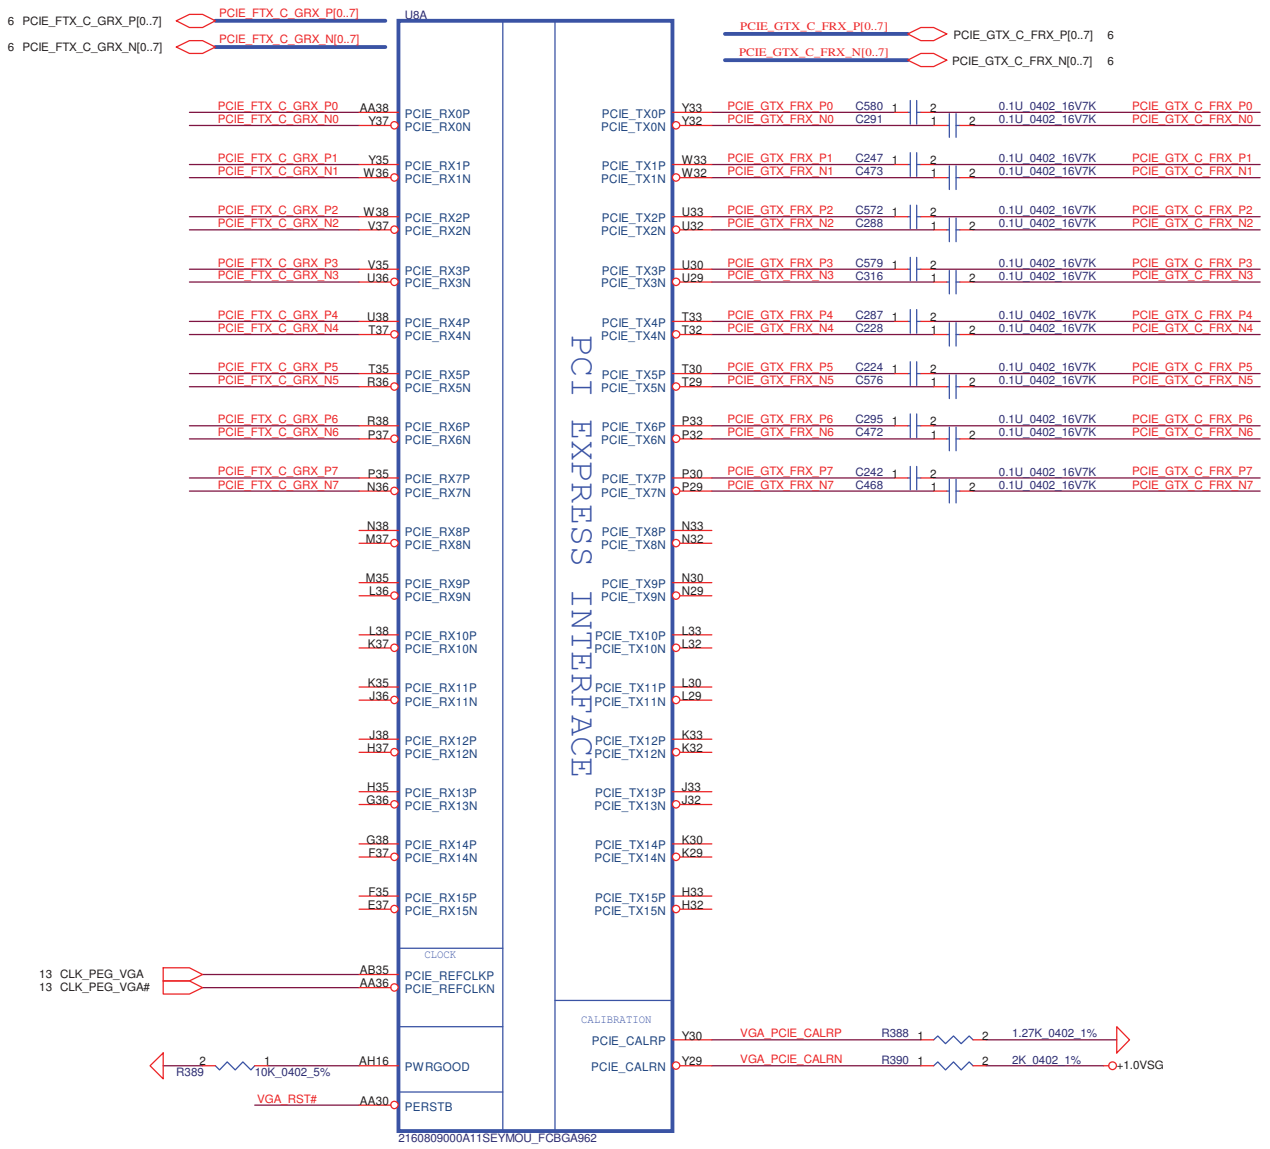 6 PCIE_FTX_C_GRX_P[0..7] PCIE_FTX_C_GRX_P[0..7] U8A PCIE_GTX_C_FRX_P[0..7] PCIE_GTX_C_FRX_P[0..7] 6
6 PCIE_FTX_C_GRX_N[0..7] PCIE_FTX_C_GRX_N[0..7] PCIE_GTX_C_FRX_N[0..7] PCIE_GTX_C_FRX_N[0..7] 6
PCIE_FTX_C_GRX_P0 AA38 PCIE_RX0P PCIE_TX0P Y33 PCIE_GTX_FRX_P0 C580 1 2 0.1U_0402_16V7K PCIE_GTX_C_FRX_P0
PCIE_FTX_C_GRX_N0 Y37 PCIE_RX0N PCIE_TX0N Y32 PCIE_GTX_FRX_N0 C291 1 2 0.1U_0402_16V7K PCIE_GTX_C_FRX_N0
PCIE_FTX_C_GRX_P1 Y35 PCIE_RX1P PCIE_TX1P W33 PCIE_GTX_FRX_P1 C247 1 2 0.1U_0402_16V7K PCIE_GTX_C_FRX_P1
PCIE_FTX_C_GRX_N1 W36 PCIE_RX1N PCIE_TX1N W32 PCIE_GTX_FRX_N1 C473 1 2 0.1U_0402_16V7K PCIE_GTX_C_FRX_N1
PCIE_FTX_C_GRX_P2 W38 PCIE_RX2P PCIE_TX2P U33 PCIE_GTX_FRX_P2 C572 1 2 0.1U_0402_16V7K PCIE_GTX_C_FRX_P2
PCIE_FTX_C_GRX_N2 V37 PCIE_RX2N PCIE_TX2N U32 PCIE_GTX_FRX_N2 C288 1 2 0.1U_0402_16V7K PCIE_GTX_C_FRX_N2
PCIE_FTX_C_GRX_P3 V35 PCIE_RX3P PCIE_TX3P U30 PCIE_GTX_FRX_P3 C579 1 2 0.1U_0402_16V7K PCIE_GTX_C_FRX_P3
PCIE_FTX_C_GRX_N3 U36 PCIE_RX3N PCIE_TX3N U29 PCIE_GTX_FRX_N3 C316 1 2 0.1U_0402_16V7K PCIE_GTX_C_FRX_N3
PCIE_FTX_C_GRX_P4 U38 PCIE_RX4P PCIE_TX4P T33 PCIE_GTX_FRX_P4 C287 1 2 0.1U_0402_16V7K PCIE_GTX_C_FRX_P4
PCIE_FTX_C_GRX_N4 T37 PCIE_RX4N PCIE_TX4N T32 PCIE_GTX_FRX_N4 C228 1 2 0.1U_0402_16V7K PCIE_GTX_C_FRX_N4
PCIE_FTX_C_GRX_P5 T35 PCIE_RX5P PCIE_TX5P T30 PCIE_GTX_FRX_P5 C224 1 2 0.1U_0402_16V7K PCIE_GTX_C_FRX_P5
PCIE_FTX_C_GRX_N5 R36 PCIE_RX5N PCIE_TX5N T29 PCIE_GTX_FRX_N5 C576 1 2 0.1U_0402_16V7K PCIE_GTX_C_FRX_N5
PCIE_FTX_C_GRX_P6 R38 PCIE_RX6P PCIE_TX6P P33 PCIE_GTX_FRX_P6 C295 1 2 0.1U_0402_16V7K PCIE_GTX_C_FRX_P6
PCIE_FTX_C_GRX_N6 P37 PCIE_RX6N PCIE_TX6N P32 PCIE_GTX_FRX_N6 C472 1 2 0.1U_0402_16V7K PCIE_GTX_C_FRX_N6
PCIE_FTX_C_GRX_P7 P35 PCIE_RX7P PCIE_TX7P P30 PCIE_GTX_FRX_P7 C242 1 2 0.1U_0402_16V7K PCIE_GTX_C_FRX_P7
PCIE_FTX_C_GRX_N7 N36 PCIE_RX7N PCIE_TX7N P29 PCIE_GTX_FRX_N7 C468 1 2 0.1U_0402_16V7K PCIE_GTX_C_FRX_N7
PCI EXPRESS INTERFACE
N38 PCIE_RX8P PCIE_TX8P N33
M37 PCIE_RX8N PCIE_TX8N N32
M35 PCIE_RX9P PCIE_TX9P N30
L36 PCIE_RX9N PCIE_TX9N N29
L38 PCIE_RX10P PCIE_TX10P L33
K37 PCIE_RX10N PCIE_TX10N L32
K35 PCIE_RX11P PCIE_TX11P L30
J36 PCIE_RX11N PCIE_TX11N L29
J38 PCIE_RX12P PCIE_TX12P K33
H37 PCIE_RX12N PCIE_TX12N K32
H35 PCIE_RX13P PCIE_TX13P J33
G36 PCIE_RX13N PCIE_TX13N J32
G38 PCIE_RX14P PCIE_TX14P K30
F37 PCIE_RX14N PCIE_TX14N K29
F35 PCIE_RX15P PCIE_TX15P H33
E37 PCIE_RX15N PCIE_TX15N H32
CLOCK
13 CLK_PEG_VGA AB35 PCIE_REFCLKP
13 CLK_PEG_VGA# AA36 PCIE_REFCLKN
CALIBRATION
PCIE_CALRP Y30 VGA_PCIE_CALRP R388 1 2 1.27K_0402_1%
R389 2 1 10K_0402_5% AH16 PWRGOOD PCIE_CALRN Y29 VGA_PCIE_CALRN R390 1 2 2K_0402_1% +1.0VSG
VGA_RST# AA30 PERSTB
2160809000A11SEYMOU_FCBGA962